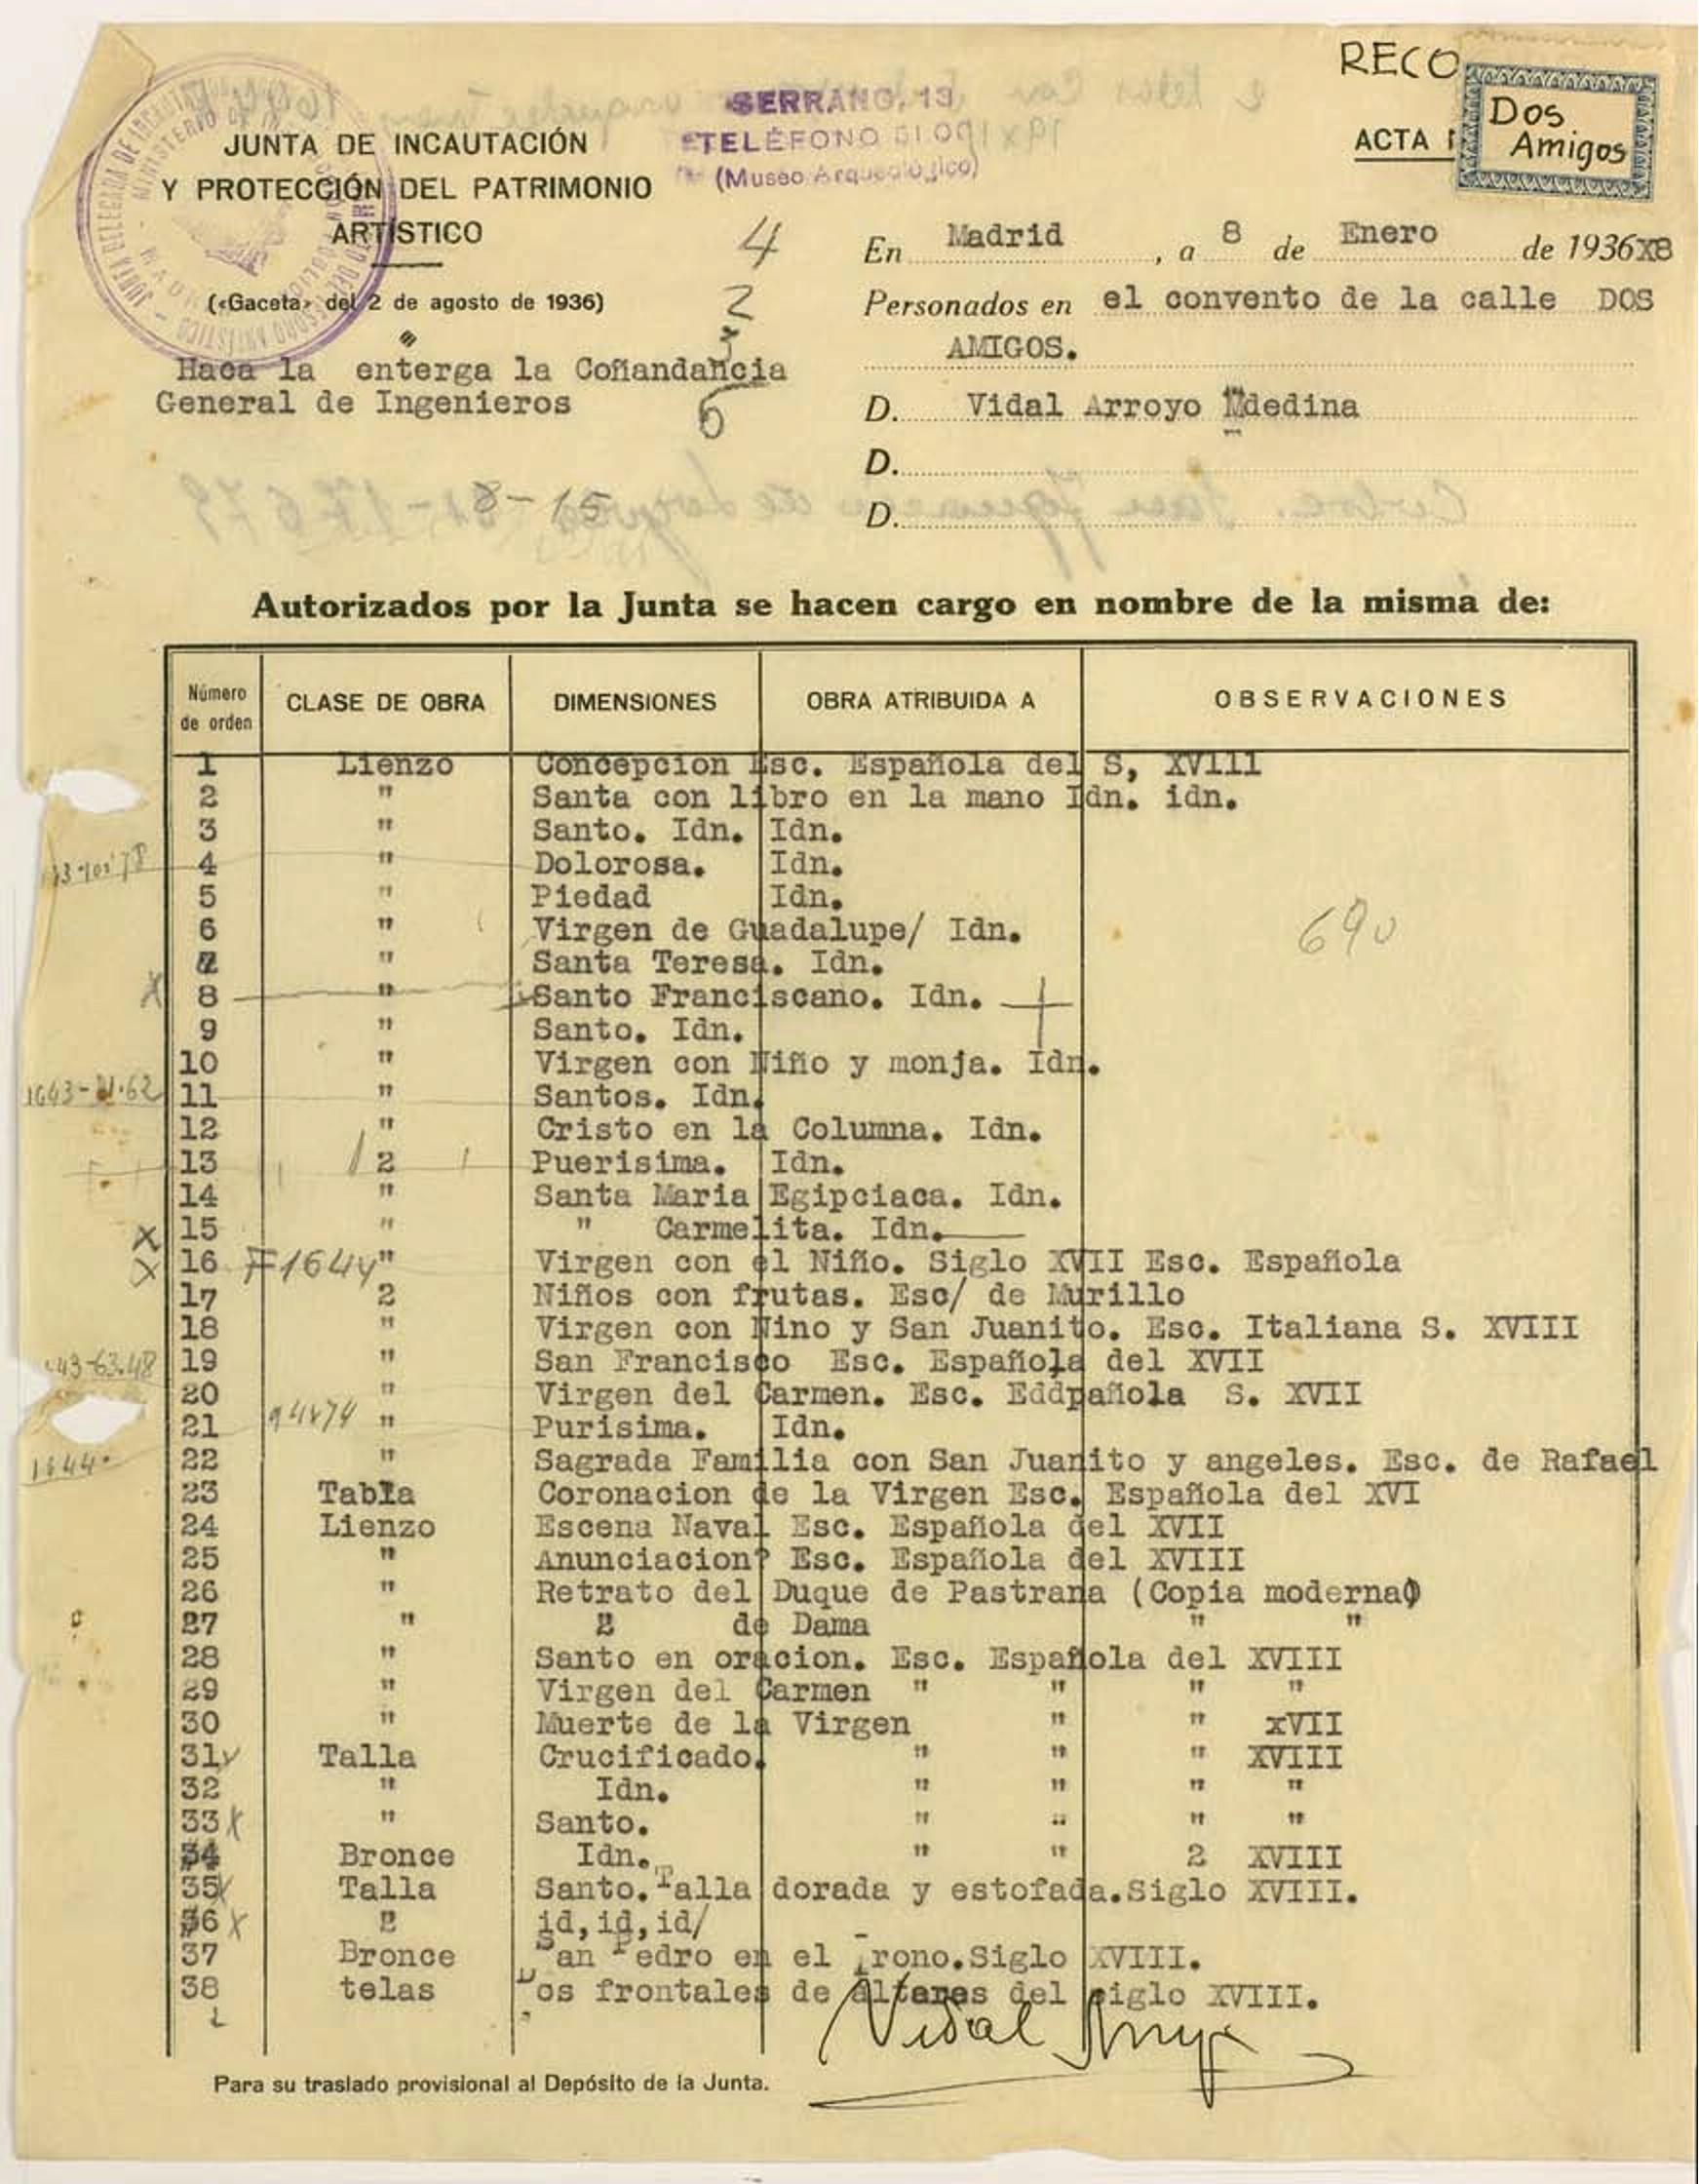 RECO
Dos
Amigos
ACTA
SERRANO, 13
TELÉFONO
(Museo Arqueológico)
JUNTA DE INCAUTACIÓN
Y PROTECCIÓN DEL PATRIMONIO
ARTÍSTICO
(«Gaceta» del 2 de agosto de 1936)
Haca la enterga la Comandancia
General de Ingenieros
4
2
3
6
8-15
En Madrid, a 8 de Enero de 1936x8
Personados en el convento de la calle DOS
AMIGOS.
D. Vidal Arroyo Mdedina
D.
D.
Autorizados por la Junta se hacen cargo en nombre de la misma de:
Número de orden CLASE DE OBRA DIMENSIONES OBRA ATRIBUIDA A OBSERVACIONES
1 Lienzo Concepcion Esc. Española del S, XVIII
2 " Santa con libro en la mano Idn. idn.
3 " Santo. Idn. Idn.
4 " Dolorosa. Idn.
5 " Piedad Idn.
6 " Virgen de Guadalupe/ Idn.
690
7 " Santa Teresa. Idn.
X 8 " Santo Franciscano. Idn.
9 " Santo. Idn.
10 " Virgen con Niño y monja. Idn.
11 " Santos. Idn.
12 " Cristo en la Columna. Idn.
13 2 Puerisima. Idn.
14 " Santa Maria Egipciaca. Idn.
X 15 " " Carmelita. Idn.
X 16 F1644 " Virgen con el Niño. Siglo XVII Esc. Española
17 2 Niños con frutas. Esc/ de Murillo
18 " Virgen con Nino y San Juanito. Esc. Italiana S. XVIII
43-63.48 19 " San Francisco Esc. Española del XVII
20 " Virgen del Carmen. Esc. Eddpañola S. XVII
21 " Purisima. Idn.
1644. 22 " Sagrada Familia con San Juanito y angeles. Esc. de Rafael
23 Tabla Coronacion de la Virgen Esc. Española del XVI
24 Lienzo Escena Naval Esc. Española del XVII
25 " Anunciacion? Esc. Española del XVIII
26 " Retrato del Duque de Pastrana (Copia moderna)
27 " 2 de Dama " "
28 " Santo en oracion. Esc. Española del XVIII
29 " Virgen del Carmen " " " "
30 " Muerte de la Virgen " " xVII
31 Talla Crucificado. " " " XVIII
32 " Idn. " " " "
33 X " Santo. " " " "
34 Bronce Idn. " " 2 XVIII
35 X Talla Santo. Talla dorada y estofada. Siglo XVIII.
36 X 2 id, id, id/
37 Bronce San Pedro en el Trono. Siglo XVIII.
38 telas Dos frontales de altares del siglo XVIII.
Vidal Arroyo
Para su traslado provisional al Depósito de la Junta.